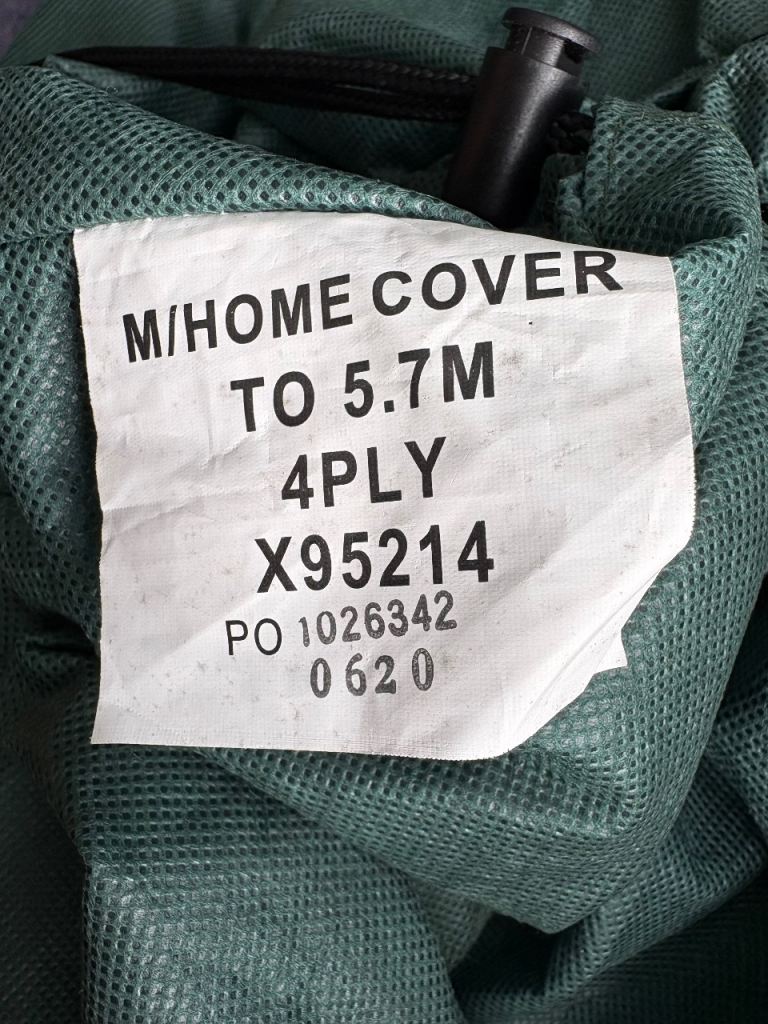 M/HOME COVER
TO 5.7M
4PLY
X95214
PO 1026342
0620